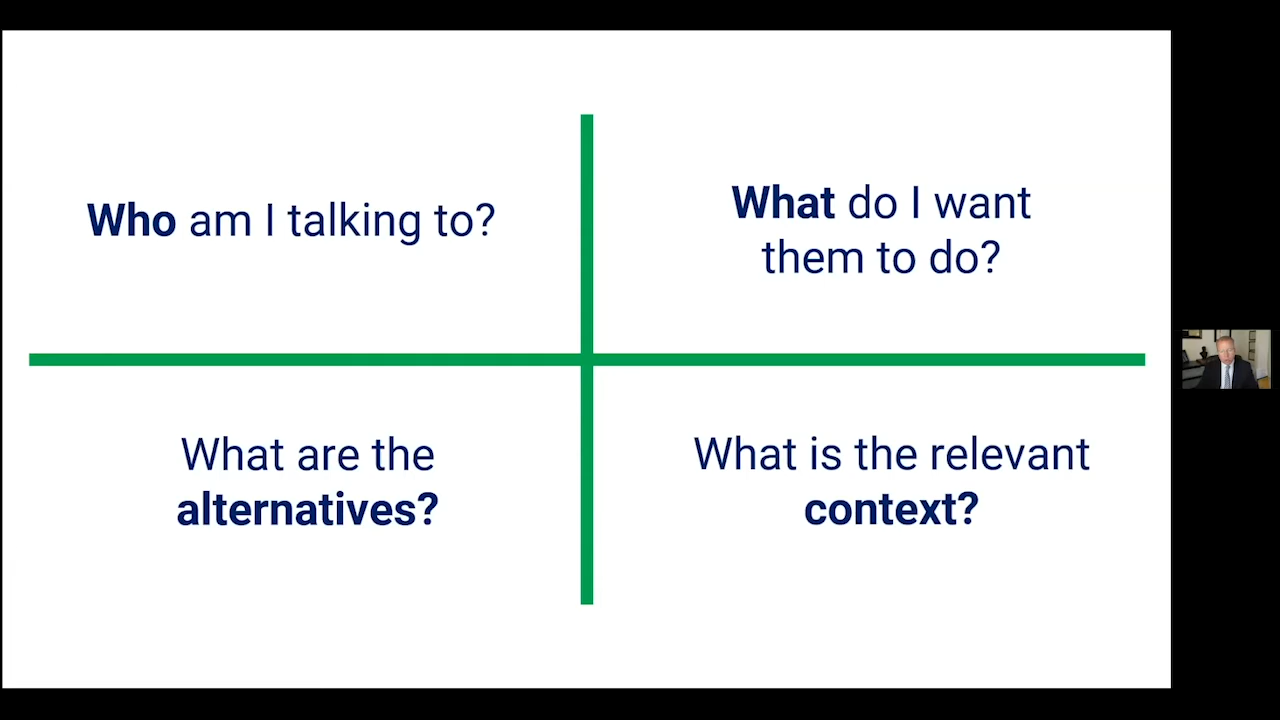 Who am I talking to?
What do I want
them to do?
What are the
alternatives?
What is the relevant
context?